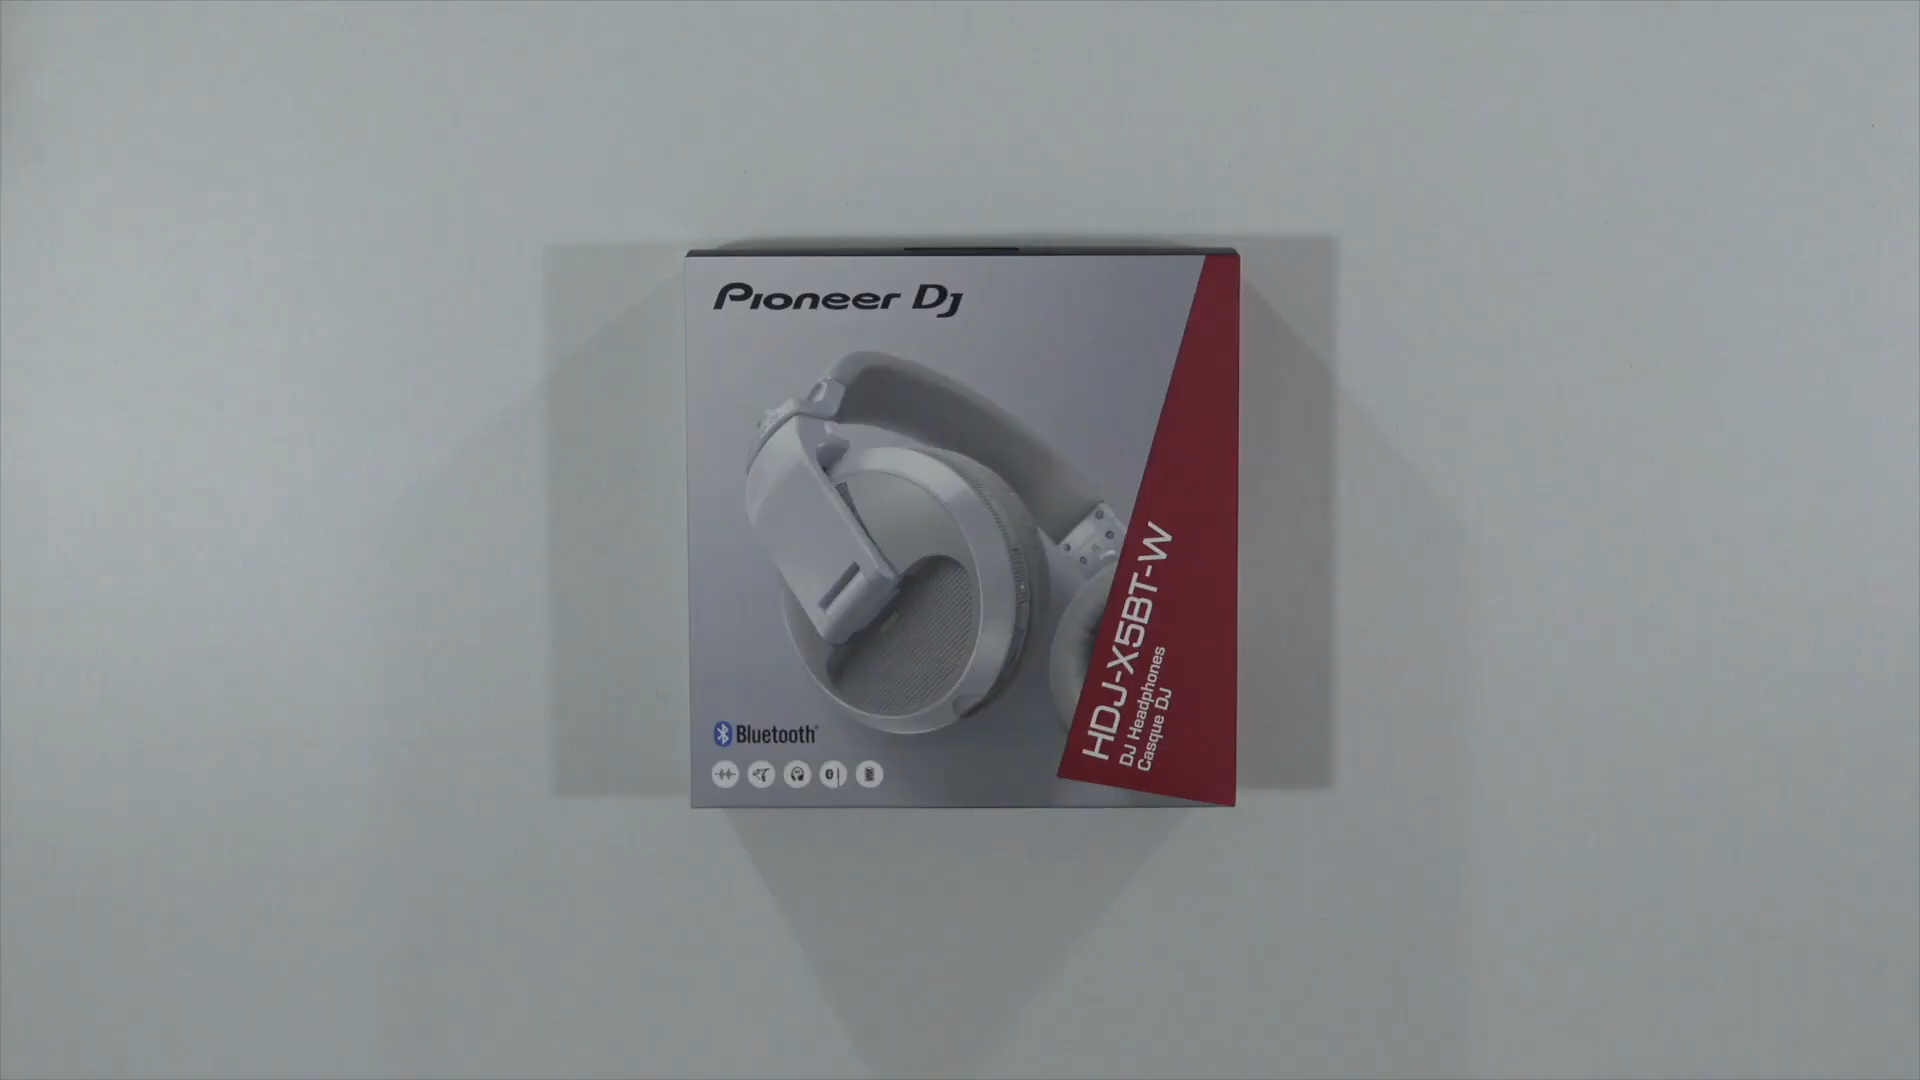 Pioneer Dj
HDJ-X5BT-W
DJ Headphones
Casque DJ
Bluetooth